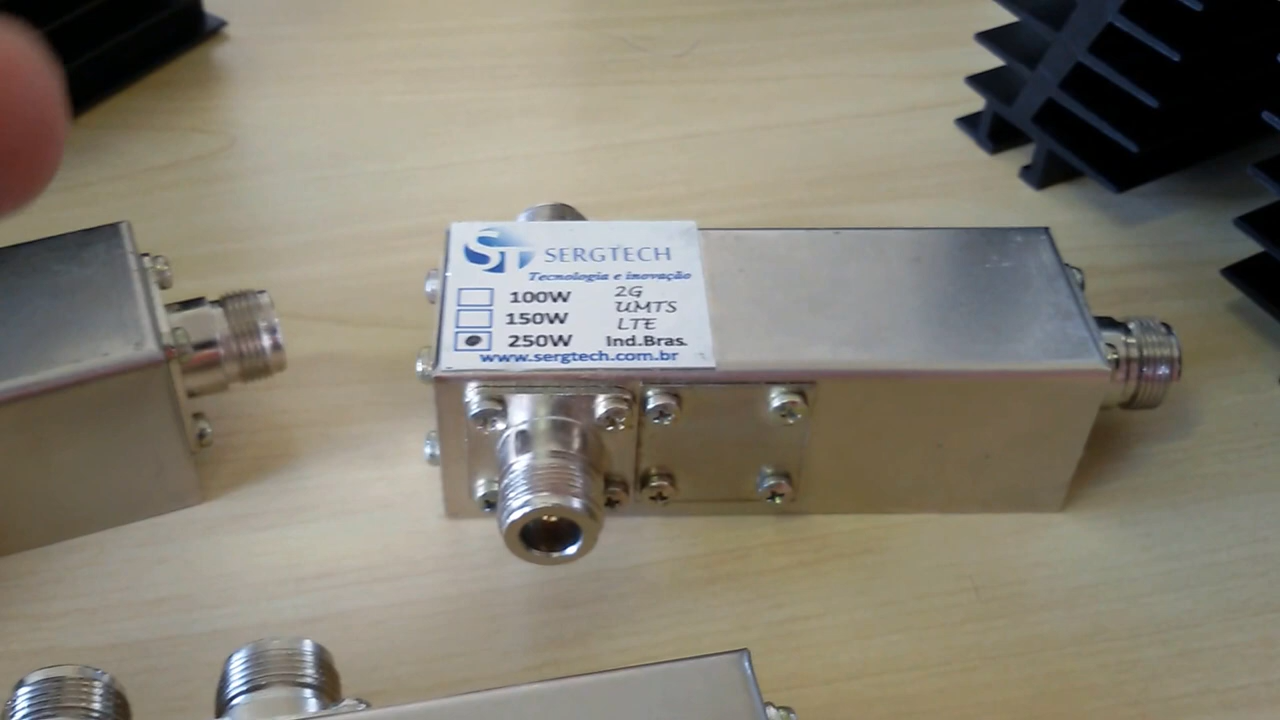 ST SERGTECH
Tecnologia e inovação
100W 2G
150W UMTS
LTE
250W Ind.Bras.
www.sergtech.com.br